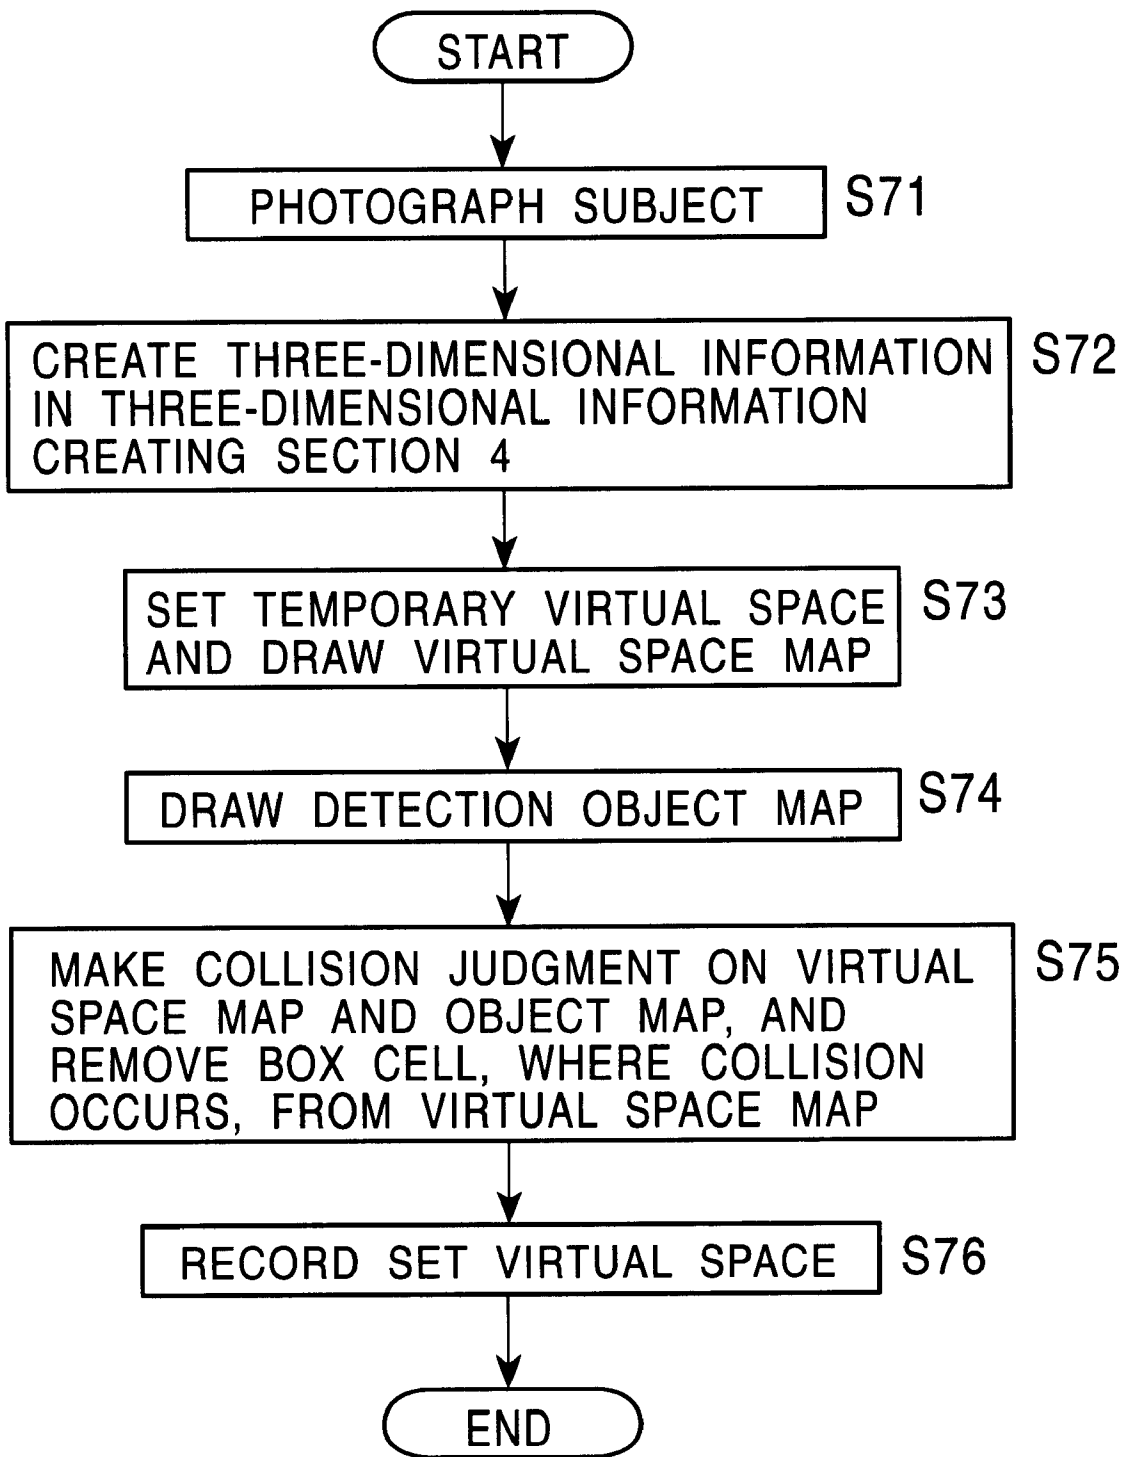 START
PHOTOGRAPH SUBJECT
S71
CREATE THREE-DIMENSIONAL INFORMATION
IN THREE-DIMENSIONAL INFORMATION
CREATING SECTION 4
S72
SET TEMPORARY VIRTUAL SPACE
AND DRAW VIRTUAL SPACE MAP
S73
DRAW DETECTION OBJECT MAP
S74
MAKE COLLISION JUDGMENT ON VIRTUAL
SPACE MAP AND OBJECT MAP, AND
REMOVE BOX CELL, WHERE COLLISION
OCCURS, FROM VIRTUAL SPACE MAP
S75
RECORD SET VIRTUAL SPACE
S76
END